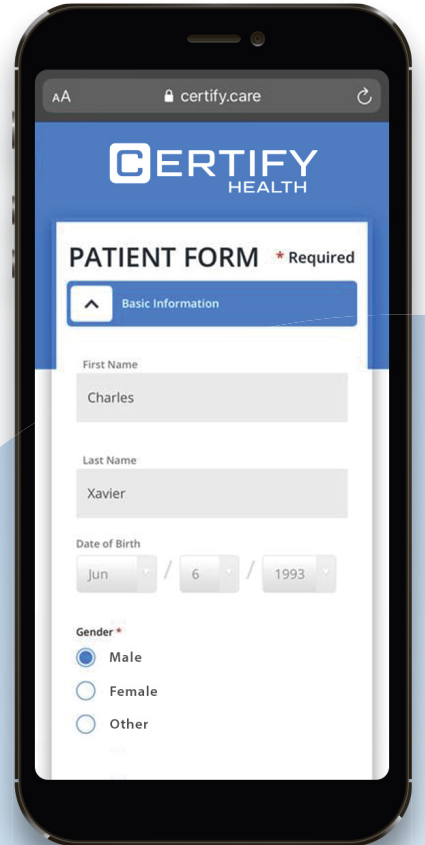 AA certify.care
CERTIFY
HEALTH
PATIENT FORM * Required
Basic Information
First Name
Charles
Last Name
Xavier
Date of Birth
Jun / 6 / 1993
Gender *
Male
Female
Other